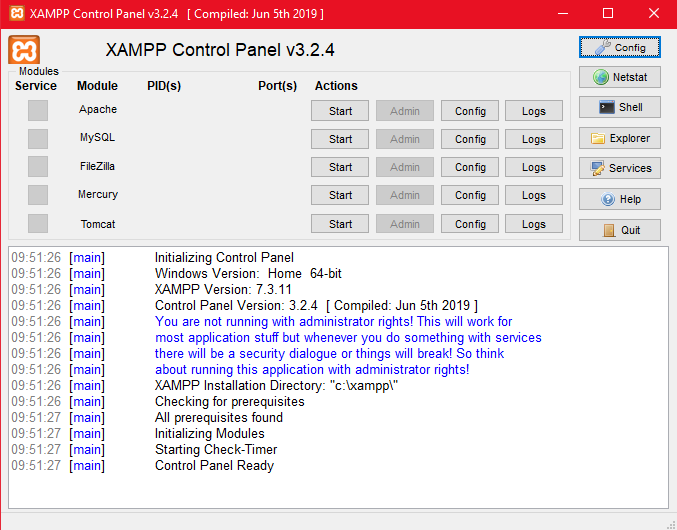 XAMPP Control Panel v3.2.4 [ Compiled: Jun 5th 2019 ]
XAMPP Control Panel v3.2.4
Config
Modules
Service Module PID(s) Port(s) Actions
Netstat
Apache Start Admin Config Logs
Shell
MySQL Start Admin Config Logs
Explorer
FileZilla Start Admin Config Logs
Services
Mercury Start Admin Config Logs
Help
Tomcat Start Admin Config Logs
Quit
09:51:26 [main] Initializing Control Panel
09:51:26 [main] Windows Version: Home 64-bit
09:51:26 [main] XAMPP Version: 7.3.11
09:51:26 [main] Control Panel Version: 3.2.4 [ Compiled: Jun 5th 2019 ]
09:51:26 [main] You are not running with administrator rights! This will work for
09:51:26 [main] most application stuff but whenever you do something with services
09:51:26 [main] there will be a security dialogue or things will break! So think
09:51:26 [main] about running this application with administrator rights!
09:51:26 [main] XAMPP Installation Directory: "c:\xampp\"
09:51:26 [main] Checking for prerequisites
09:51:27 [main] All prerequisites found
09:51:27 [main] Initializing Modules
09:51:27 [main] Starting Check-Timer
09:51:27 [main] Control Panel Ready